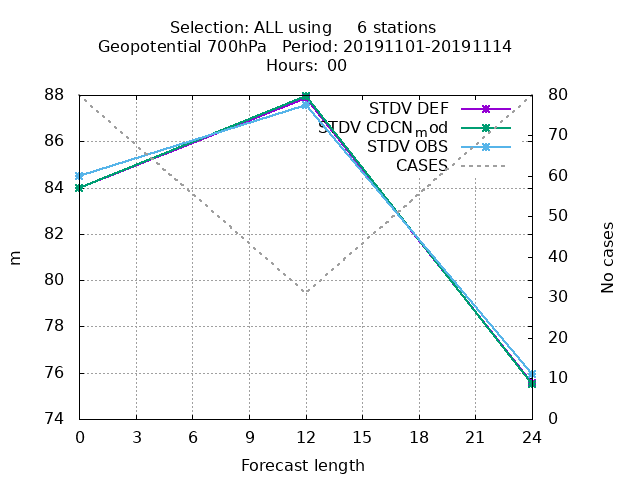 Selection: ALL using 6 stations
Geopotential 700hPa Period: 20191101-20191114
Hours: 00
88
86
84
82
80
78
76
74
m
STDV DEF
STDV CDCNmod
STDV OBS
CASES
80
70
60
50
40
30
20
10
0
No cases
0 3 6 9 12 15 18 21 24
Forecast length